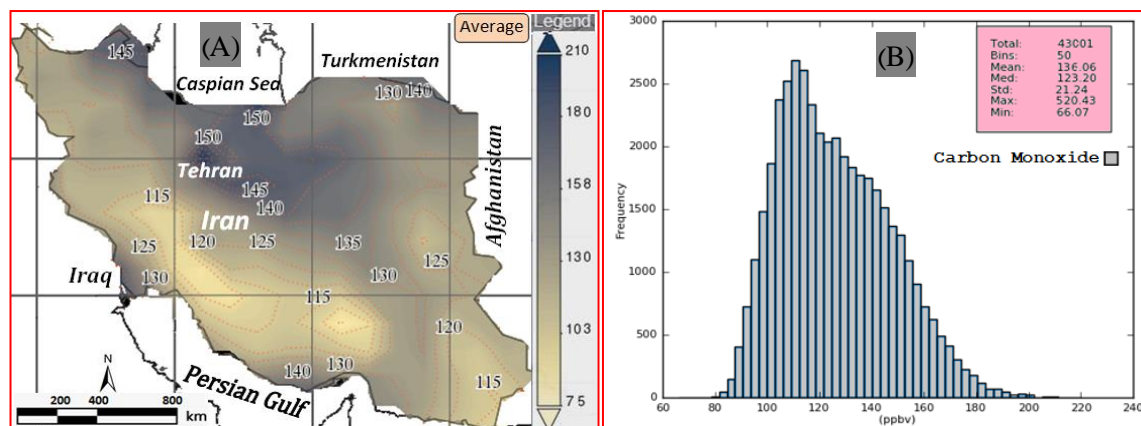 (A)
Average
Legend
145
Caspian Sea
Turkmenistan
130
140
150
150
Tehran
145
140
115
Iran
125
120
125
135
Afghanistan
125
Iraq
130
130
115
120
140
130
115
Persian Gulf
N
200 400 600 800
km
210
180
158
130
103
75
(B)
Total: 43001
Bins: 50
Mean: 136.06
Med: 123.20
Std: 21.24
Max: 520.43
Min: 66.07
Carbon Monoxide
Frequency
3000
2500
2000
1500
1000
500
0
60 80 100 120 140 160 180 200 220 240
(ppbv)